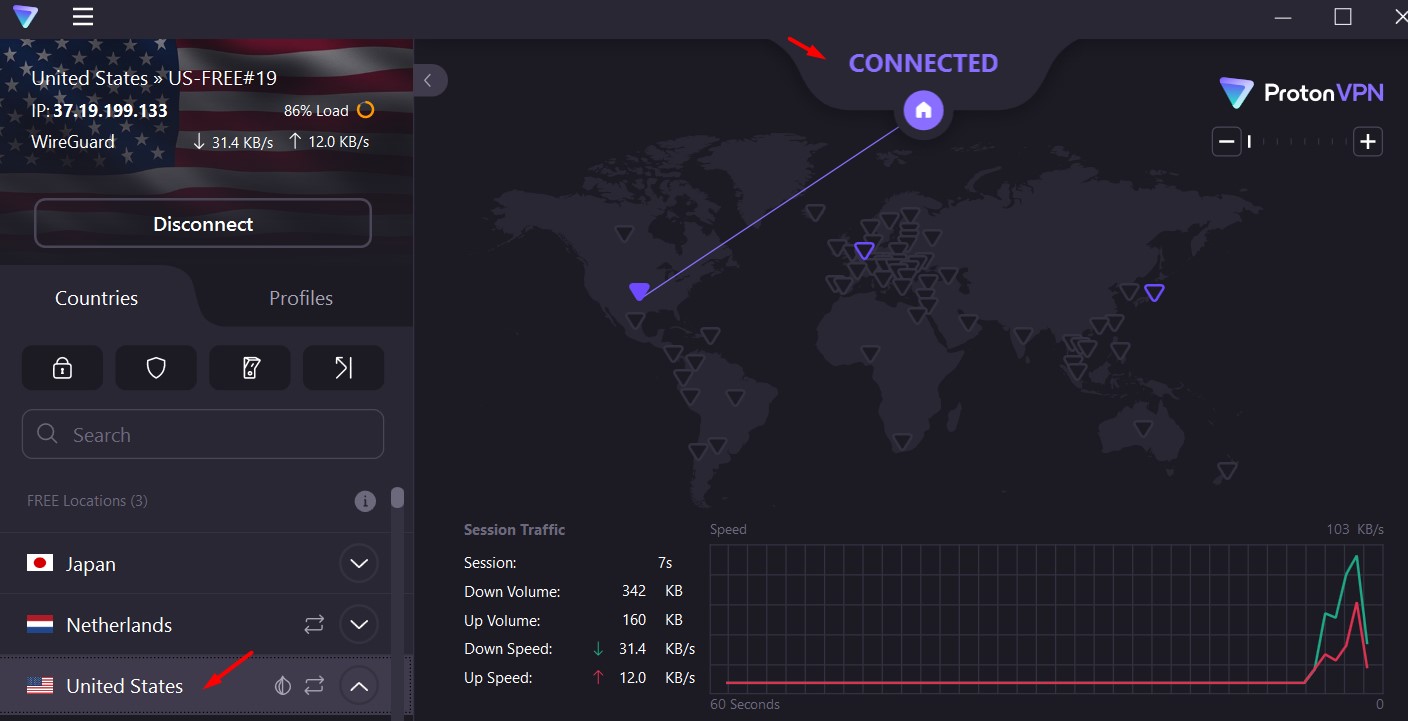 United States » US-FREE#19
IP: 37.19.199.133
86% Load
WireGuard
31.4 KB/s
12.0 KB/s
Disconnect
Countries
Profiles
Search
FREE Locations (3)
Japan
Netherlands
United States
CONNECTED
ProtonVPN
Session Traffic
Session: 7s
Down Volume: 342 KB
Up Volume: 160 KB
Down Speed: 31.4 KB/s
Up Speed: 12.0 KB/s
Speed
103 KB/s
60 Seconds
0